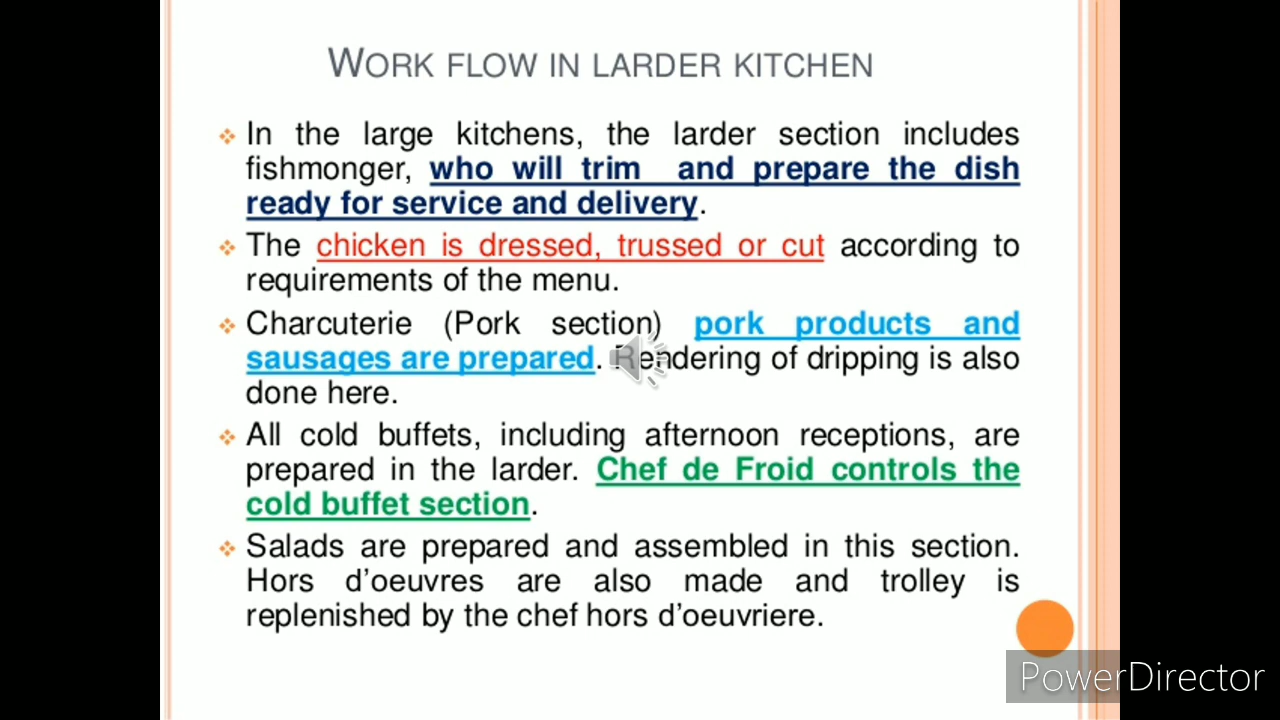 WORK FLOW IN LARDER KITCHEN
❖ In the large kitchens, the larder section includes
fishmonger, who will trim and prepare the dish
ready for service and delivery.
❖ The chicken is dressed, trussed or cut according to
requirements of the menu.
❖ Charcuterie (Pork section) pork products and
sausages are prepared. Rendering of dripping is also
done here.
❖ All cold buffets, including afternoon receptions, are
prepared in the larder. Chef de Froid controls the
cold buffet section.
❖ Salads are prepared and assembled in this section.
Hors d’oeuvres are also made and trolley is
replenished by the chef hors d’oeuvriere.
PowerDirector